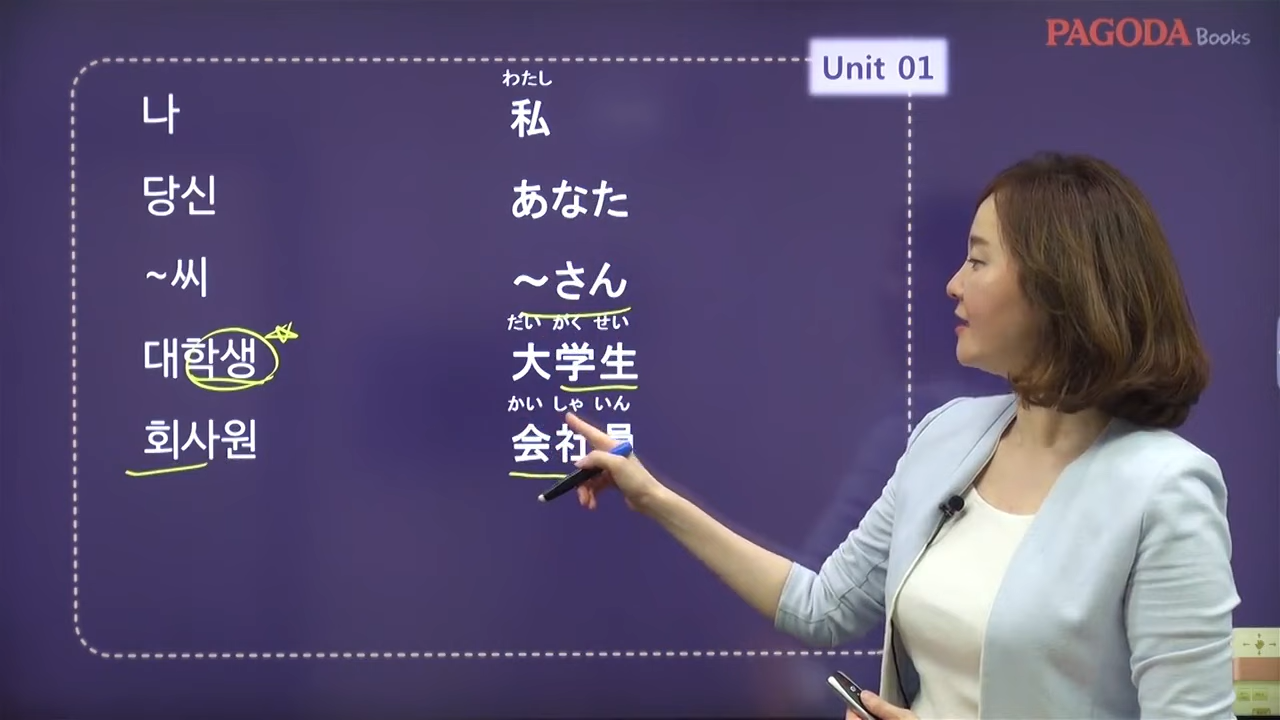 PAGODA Books
Unit 01
나
わたし
私
당신
あなた
~씨
～さん
대학생
だい がく せい
大学生
회사원
かい しゃ いん
会社員